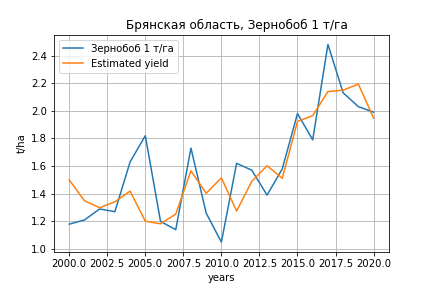 Брянская область, Зернобоб 1 т/га
Зернобоб 1 т/га
Estimated yield
t/ha
2.4
2.2
2.0
1.8
1.6
1.4
1.2
1.0
2000.0 2002.5 2005.0 2007.5 2010.0 2012.5 2015.0 2017.5 2020.0
years